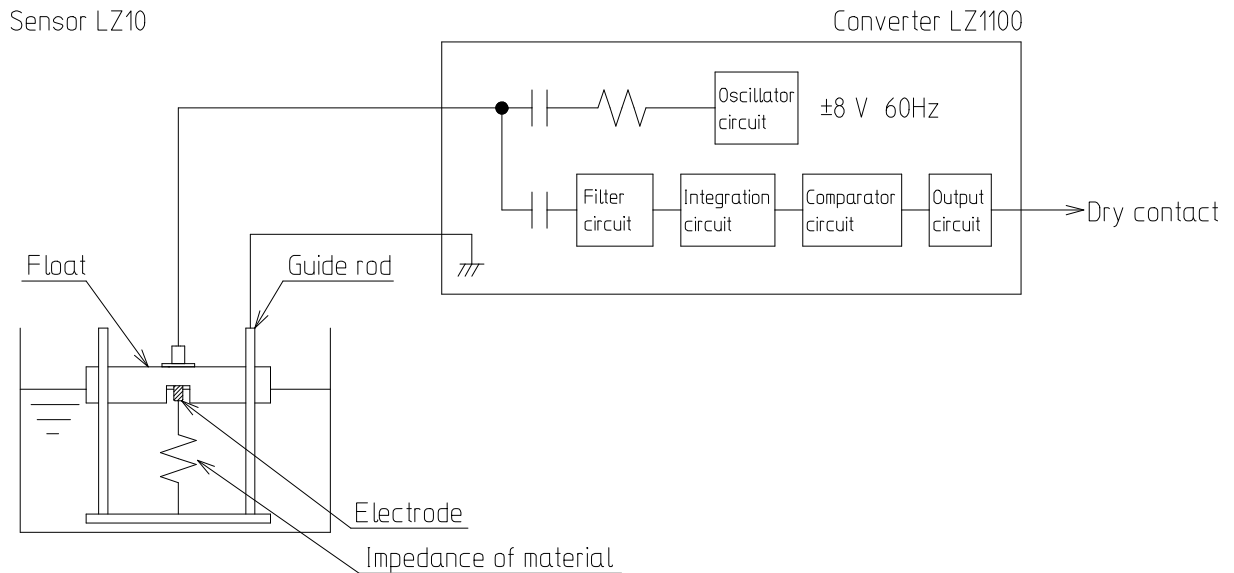 Sensor LZ10
Converter LZ1100
Oscillator
circuit
±8 V 60Hz
Filter
circuit
Integration
circuit
Comparator
circuit
Output
circuit
Dry contact
Float
Guide rod
Electrode
Impedance of material